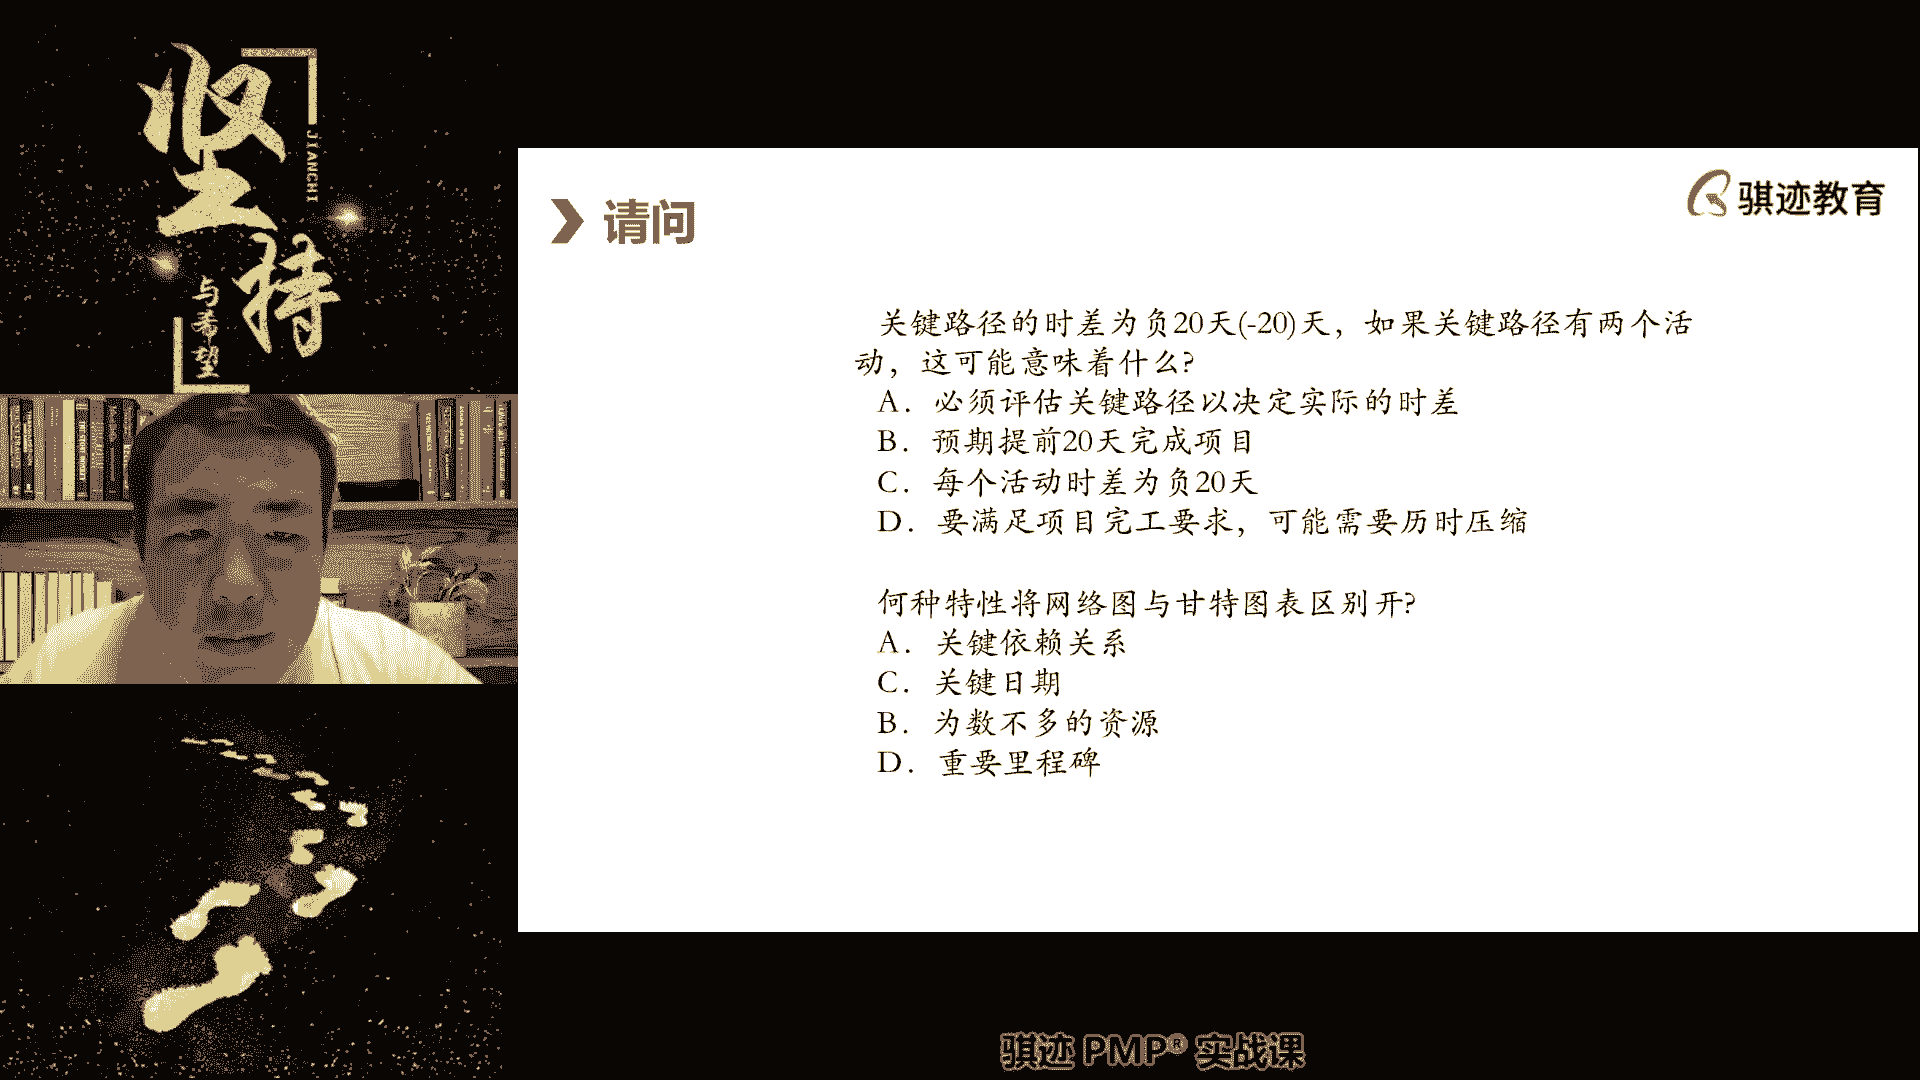 坚持
JIANCHI
与希望
请问
骐迹教育
关键路径的时差为负20天(-20)天，如果关键路径有两个活
动，这可能意味着什么?
A. 必须评估关键路径以决定实际的时差
B. 预期提前20天完成项目
C. 每个活动时差为负20天
D. 要满足项目完工要求，可能需要历时压缩
何种特性将网络图与甘特图表区别开?
A. 关键依赖关系
C. 关键日期
B. 为数不多的资源
D. 重要里程碑
骐迹 PMP® 实战课